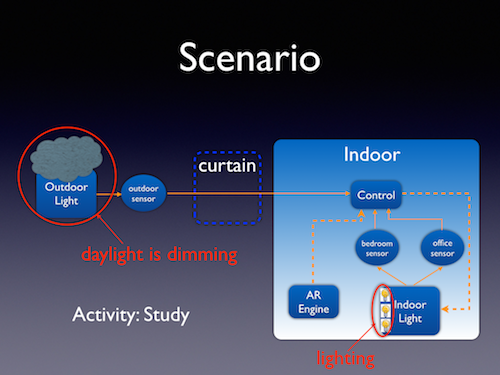 Scenario
curtain
Indoor
Outdoor
Light
outdoor
sensor
Control
daylight is dimming
bedroom
sensor
office
sensor
AR
Engine
Indoor
Light
Activity: Study
lighting